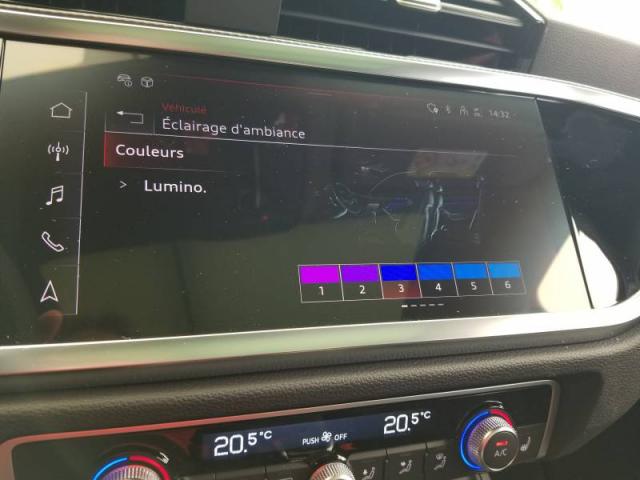 14:32
Véhicule
Éclairage d'ambiance
Couleurs
> Lumino.
1 2 3 4 5 6
20.5°C PUSH OFF 20.5°C
A/C